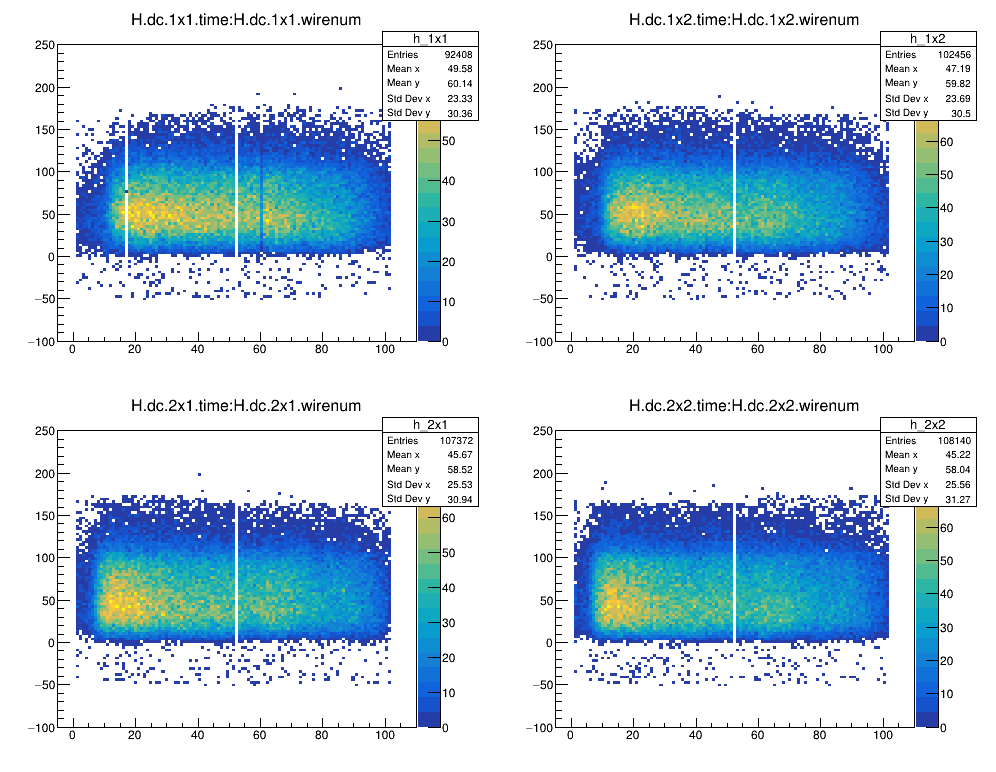 H.dc.1x1.time:H.dc.1x1.wirenum
h_1x1
Entries 92408
Mean x 49.58
Mean y 60.14
Std Dev x 23.33
Std Dev y 30.36
250
200
150
100
50
0
−50
−100
0 20 40 60 80 100
50
40
30
20
10
0
H.dc.1x2.time:H.dc.1x2.wirenum
h_1x2
Entries 102456
Mean x 47.19
Mean y 59.82
Std Dev x 23.69
Std Dev y 30.5
250
200
150
100
50
0
−50
−100
0 20 40 60 80 100
60
50
40
30
20
10
0
H.dc.2x1.time:H.dc.2x1.wirenum
h_2x1
Entries 107372
Mean x 45.67
Mean y 58.52
Std Dev x 25.53
Std Dev y 30.94
250
200
150
100
50
0
−50
−100
0 20 40 60 80 100
60
50
40
30
20
10
0
H.dc.2x2.time:H.dc.2x2.wirenum
h_2x2
Entries 108140
Mean x 45.22
Mean y 58.04
Std Dev x 25.56
Std Dev y 31.27
250
200
150
100
50
0
−50
−100
0 20 40 60 80 100
60
50
40
30
20
10
0